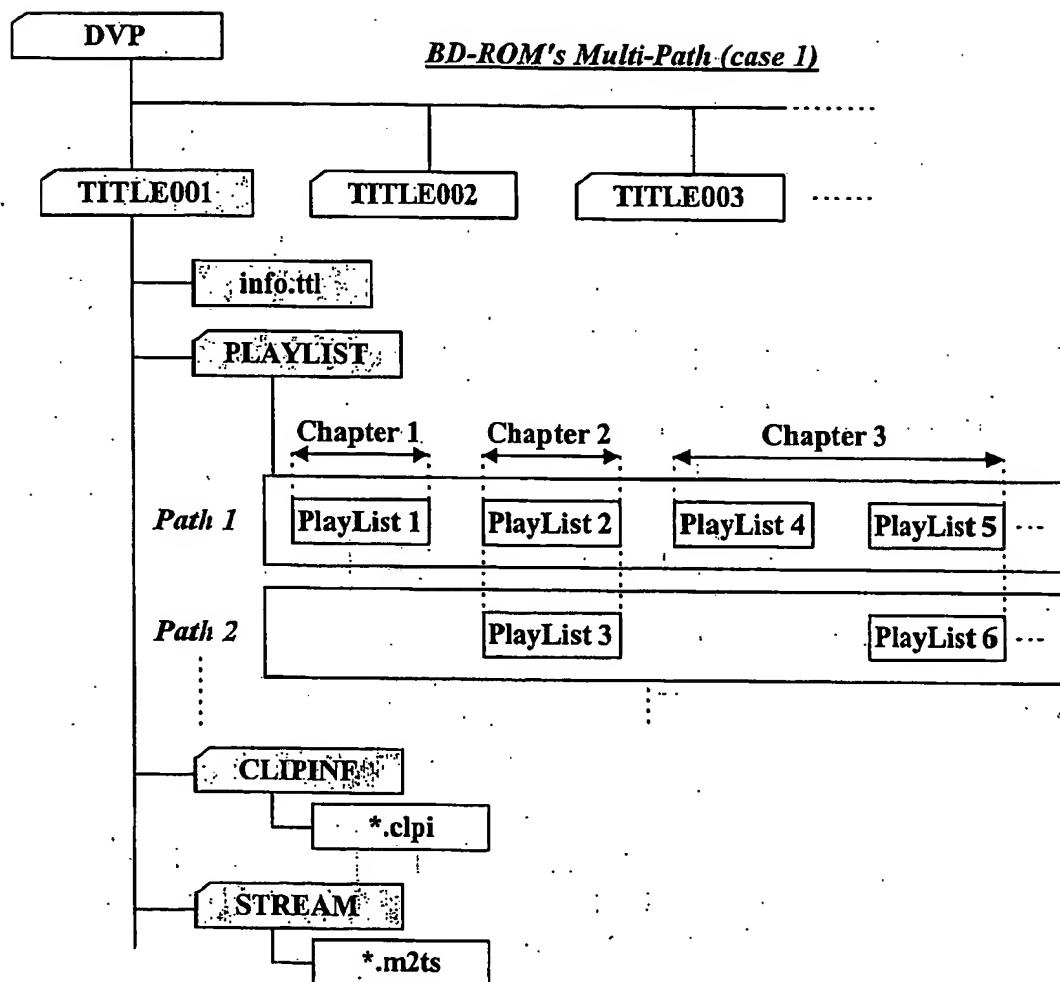 DVP
BD-ROM's Multi-Path (case 1)
TITLE001
TITLE002
TITLE003
info.ttl
PLAYLIST
Chapter 1
Chapter 2
Chapter 3
Path 1
PlayList 1
PlayList 2
PlayList 4
PlayList 5
Path 2
PlayList 3
PlayList 6
CLIPINF
*.clpi
STREAM
*.m2ts